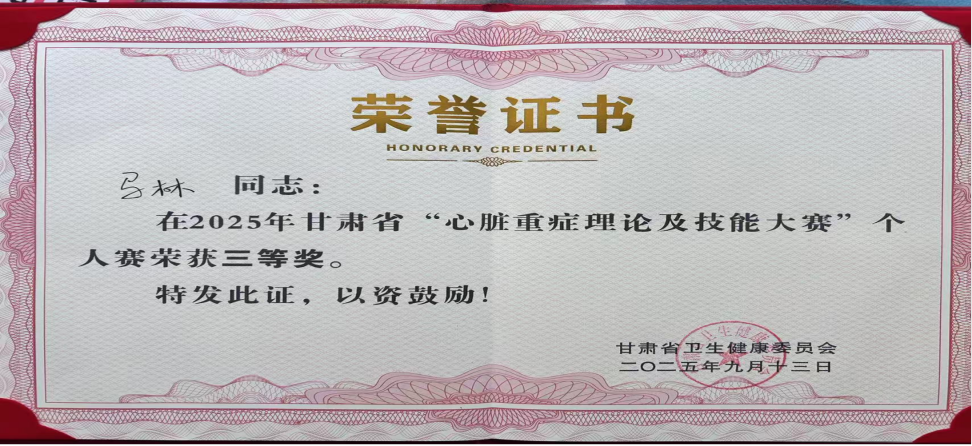 荣誉证书
HONORARY CREDENTIAL
马林 同志：
在2025年甘肃省“心脏重症理论及技能大赛”个
人赛荣获三等奖。
特发此证，以资鼓励！
甘肃省卫生健康委员会
二〇二五年九月十三日